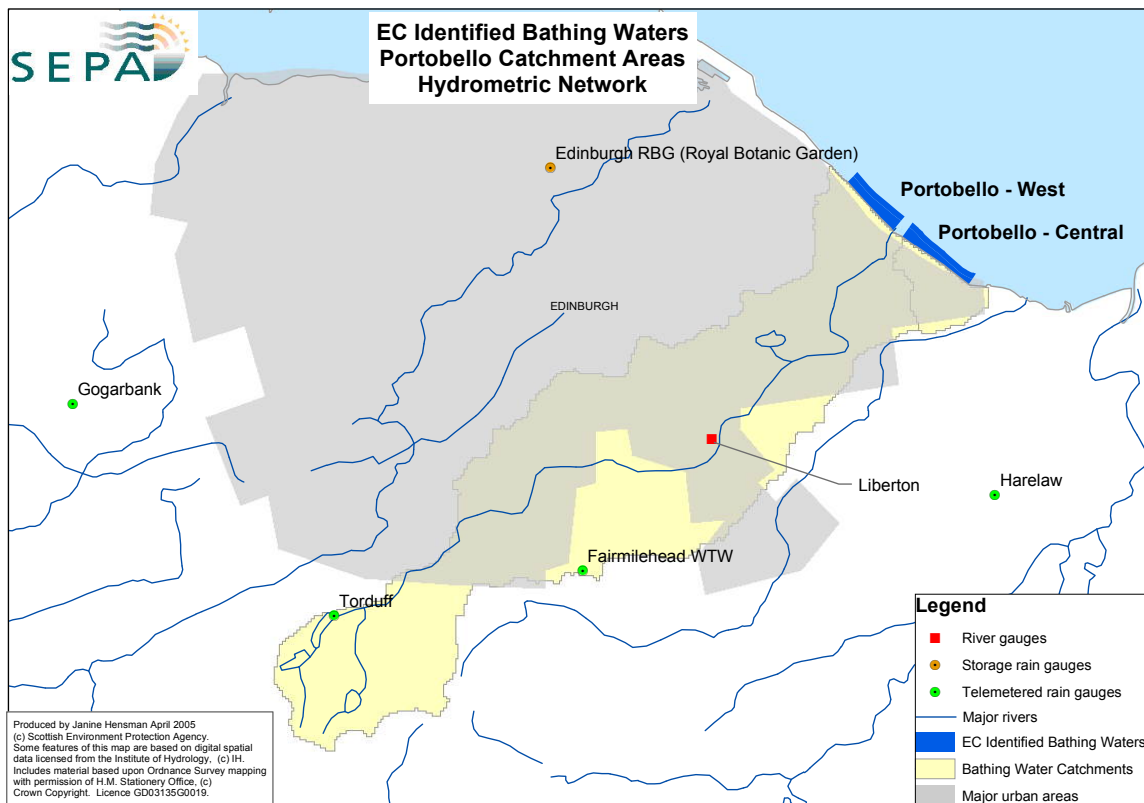 SEPA
EC Identified Bathing Waters
Portobello Catchment Areas
Hydrometric Network
Edinburgh RBG (Royal Botanic Garden)
Portobello - West
Portobello - Central
EDINBURGH
Gogarbank
Liberton
Harelaw
Fairmilehead WTW
Torduff
Legend
River gauges
Storage rain gauges
Telemetered rain gauges
Major rivers
EC Identified Bathing Waters
Bathing Water Catchments
Major urban areas
Produced by Janine Hensman April 2005
(c) Scottish Environment Protection Agency.
Some features of this map are based on digital spatial
data licensed from the Institute of Hydrology, (c) IH.
Includes material based upon Ordnance Survey mapping
with permission of H.M. Stationery Office, (c)
Crown Copyright. Licence GD03135G0019.